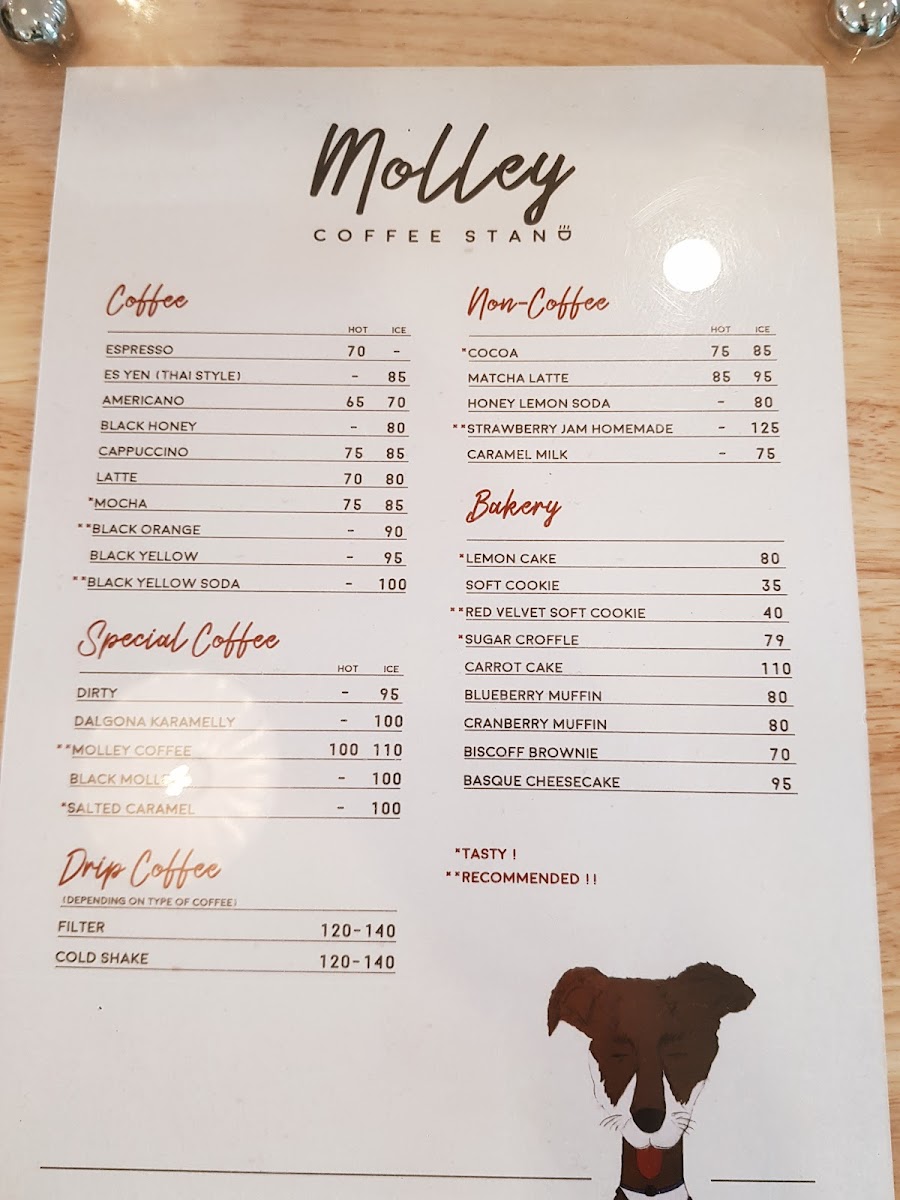 Molley
COFFEE STAND
Coffee
HOT ICE
ESPRESSO 70 -
ES YEN (THAI STYLE) - 85
AMERICANO 65 70
BLACK HONEY - 80
CAPPUCCINO 75 85
LATTE 70 80
*MOCHA 75 85
**BLACK ORANGE - 90
BLACK YELLOW - 95
**BLACK YELLOW SODA - 100
Special Coffee
HOT ICE
DIRTY - 95
DALGONA KARAMELLY - 100
**MOLLEY COFFEE 100 110
BLACK - 100
*SALTED CARAMEL - 100
Drip Coffee
(DEPENDING ON TYPE OF COFFEE)
FILTER 120-140
COLD SHAKE 120-140
Non-Coffee
HOT ICE
*COCOA 75 85
MATCHA LATTE 85 95
HONEY LEMON SODA - 80
**STRAWBERRY JAM HOMEMADE - 125
CARAMEL MILK - 75
Bakery
*LEMON CAKE 80
SOFT COOKIE 35
**RED VELVET SOFT COOKIE 40
*SUGAR CROFFLE 79
CARROT CAKE 110
BLUEBERRY MUFFIN 80
CRANBERRY MUFFIN 80
BISCOFF BROWNIE 70
BASQUE CHEESECAKE 95
*TASTY !
**RECOMMENDED !!